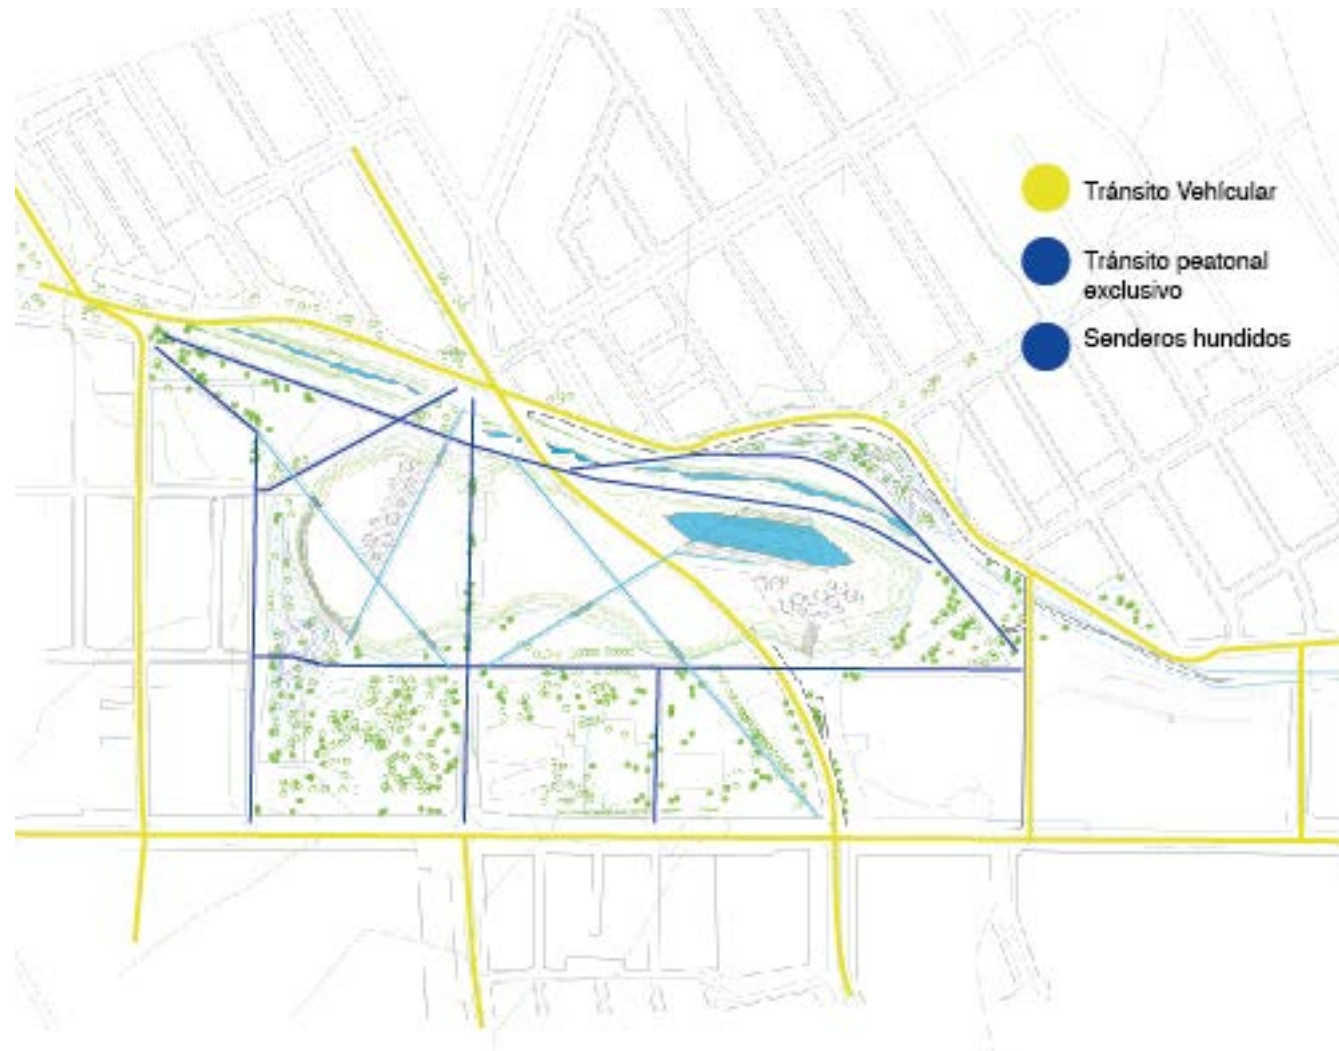 Tránsito Vehícular
Tránsito peatonal
exclusivo
Senderos hundidos